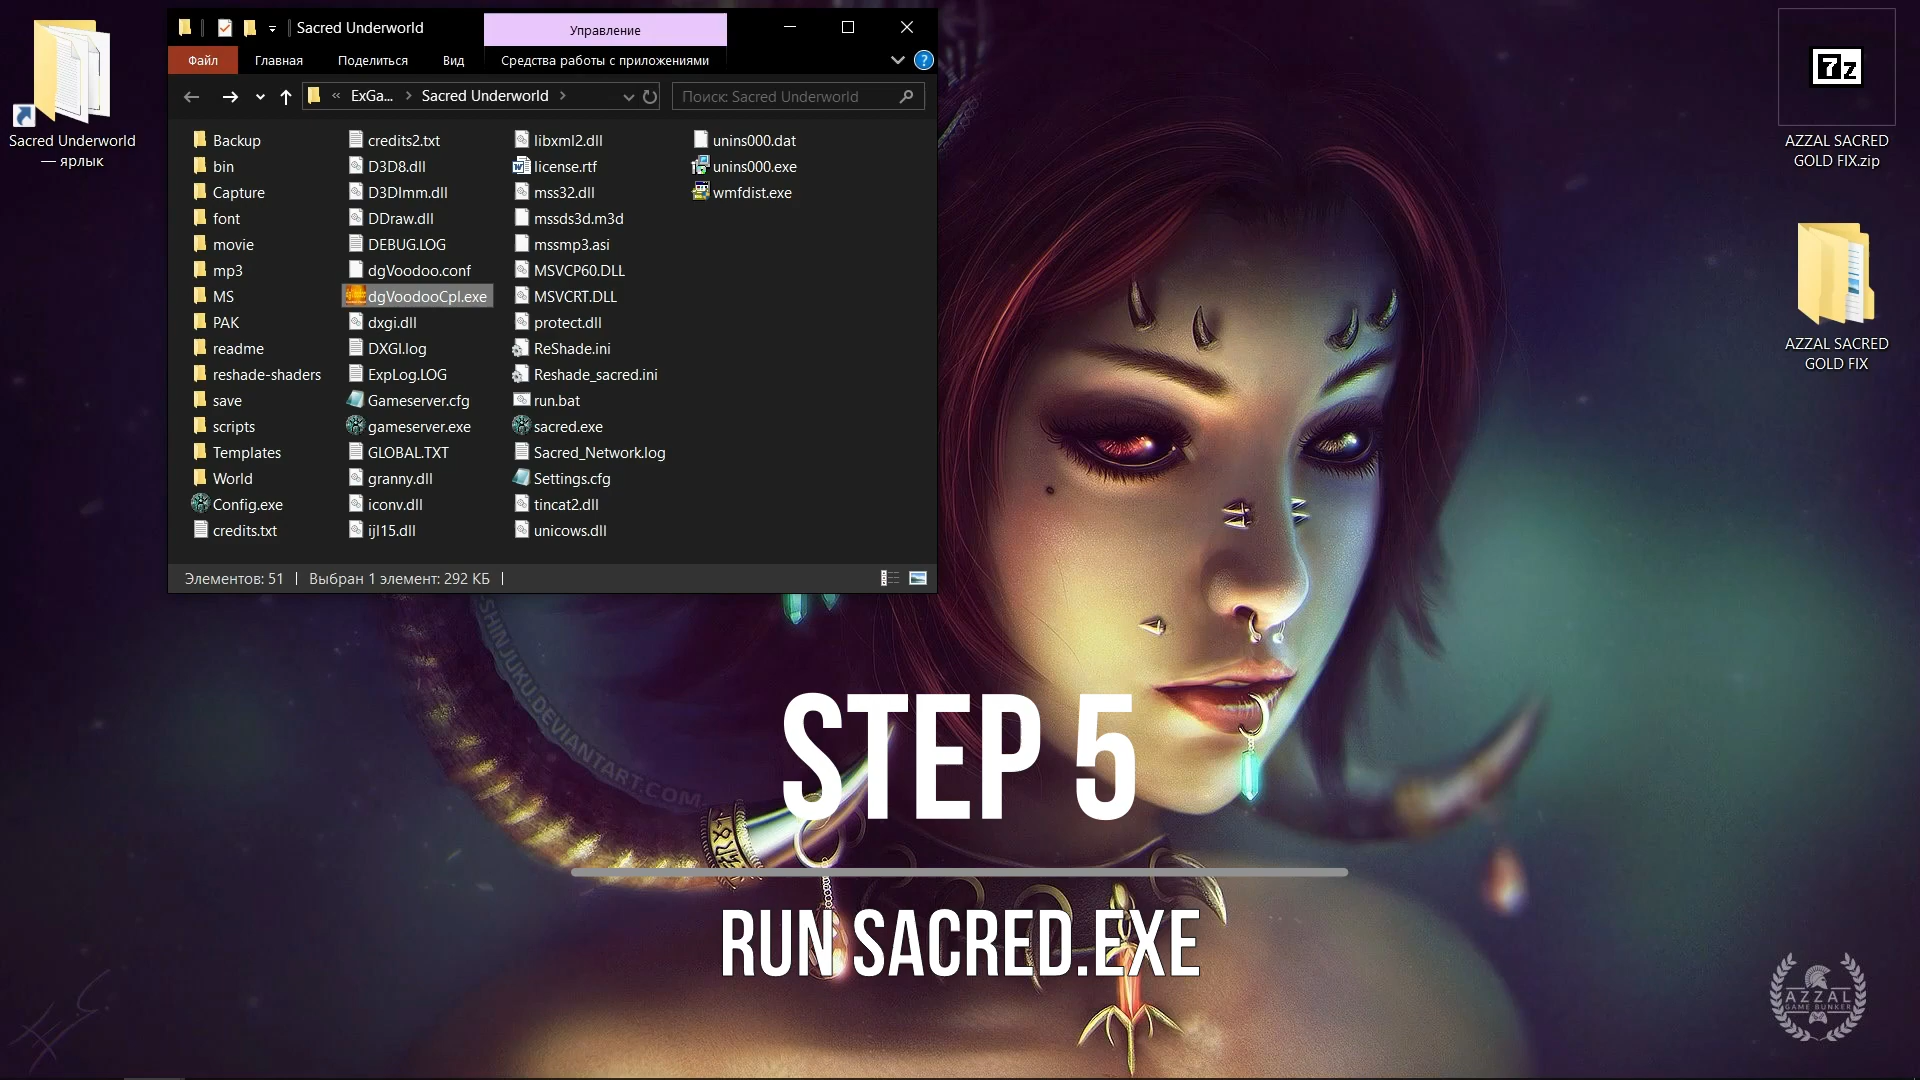 Sacred Underworld
Управление
Файл
Главная
Поделиться
Вид
Средства работы с приложениями
?
« ExGa... > Sacred Underworld >
Поиск: Sacred Underworld
Backup
bin
Capture
font
movie
mp3
MS
PAK
readme
reshade-shaders
save
scripts
Templates
World
Config.exe
credits.txt
credits2.txt
D3D8.dll
D3DImm.dll
DDraw.dll
DEBUG.LOG
dgVoodoo.conf
dgVoodooCpl.exe
dxgi.dll
DXGI.log
ExpLog.LOG
Gameserver.cfg
gameserver.exe
GLOBAL.TXT
granny.dll
iconv.dll
ijl15.dll
libxml2.dll
license.rtf
mss32.dll
mssds3d.m3d
mssmp3.asi
MSVCP60.DLL
MSVCRT.DLL
protect.dll
ReShade.ini
Reshade_sacred.ini
run.bat
sacred.exe
Sacred_Network.log
Settings.cfg
tincat2.dll
unicows.dll
unins000.dat
unins000.exe
wmfdist.exe
Элементов: 51
Выбран 1 элемент: 292 КБ
Sacred Underworld
— ярлык
7z
AZZAL SACRED
GOLD FIX.zip
AZZAL SACRED
GOLD FIX
-SHINJUKU.DEVIANTART.COM
STEP 5
RUN SACRED.EXE
AZZAL
GAME BUNKER